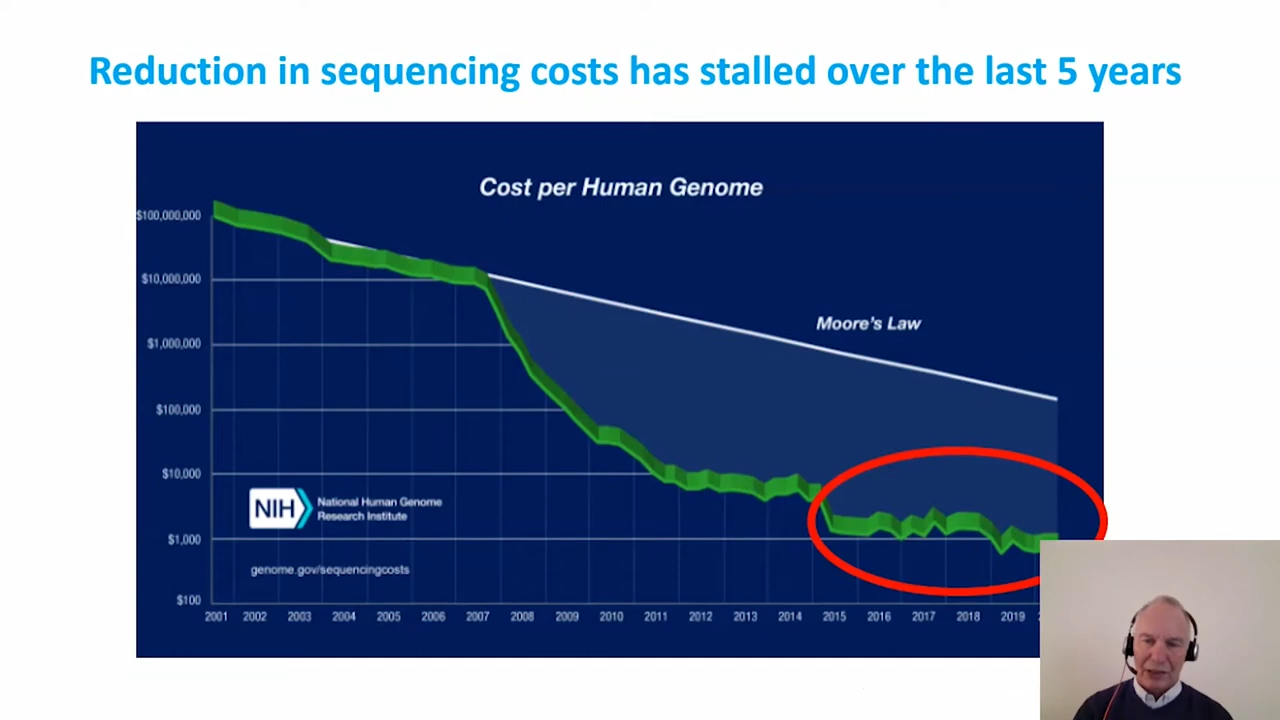 Reduction in sequencing costs has stalled over the last 5 years
Cost per Human Genome
$100,000,000
$10,000,000
$1,000,000
$100,000
$10,000
$1,000
$100
Moore's Law
NIH
National Human Genome
Research Institute
genome.gov/sequencingcosts
2001 2002 2003 2004 2005 2006 2007 2008 2009 2010 2011 2012 2013 2014 2015 2016 2017 2018 2019